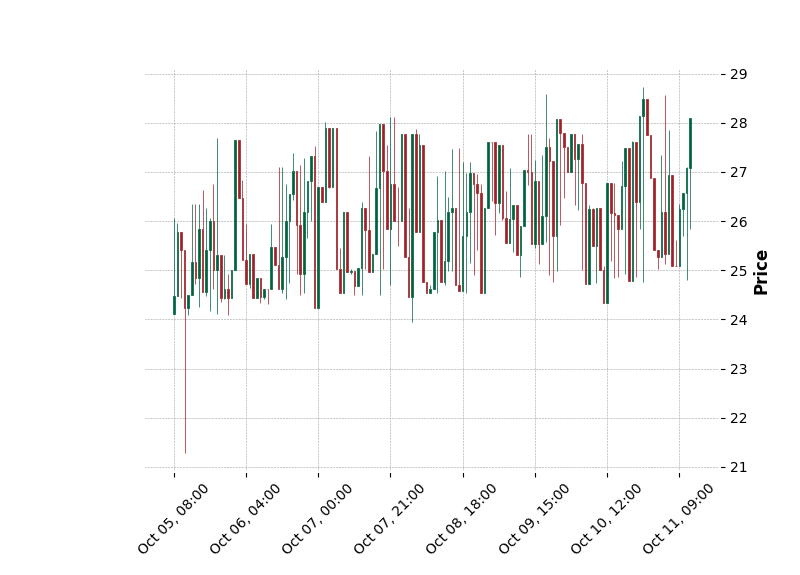 29
28
27
26
25
24
23
22
21
Price
Oct 05, 08:00
Oct 06, 04:00
Oct 07, 00:00
Oct 07, 21:00
Oct 08, 18:00
Oct 09, 15:00
Oct 10, 12:00
Oct 11, 09:00